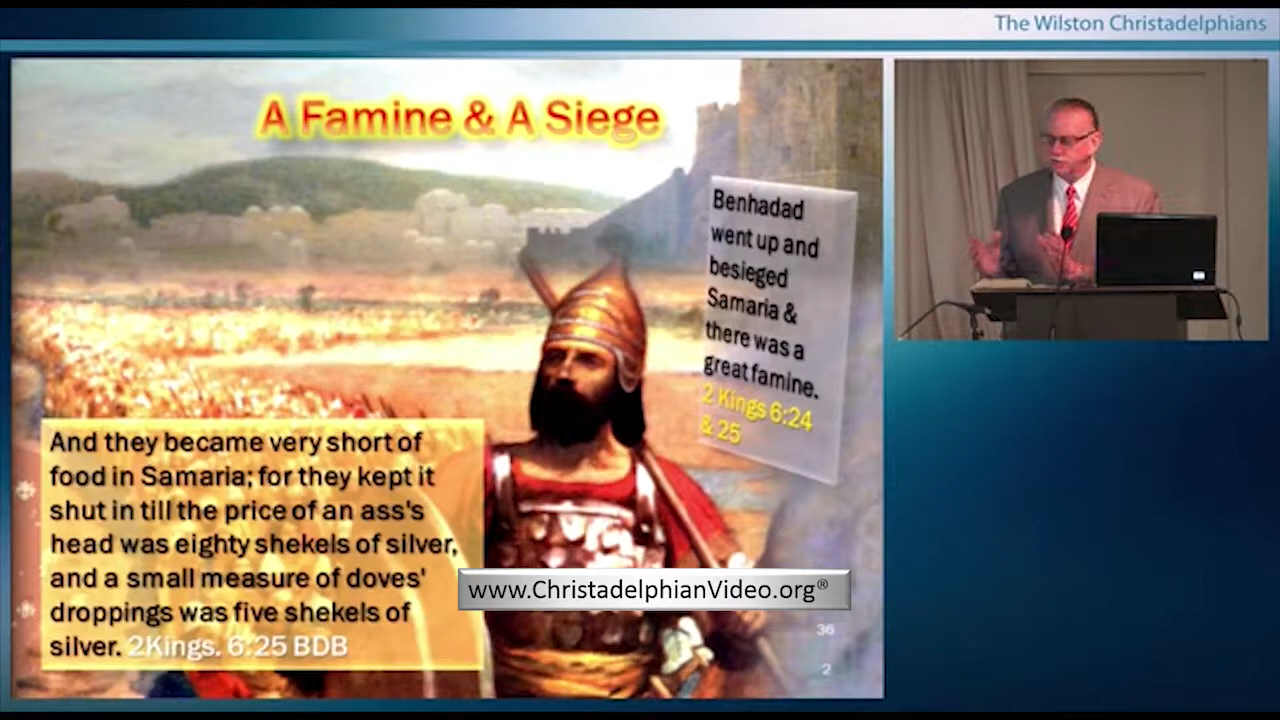 The Wilston Christadelphians
A Famine & A Siege
Benhadad
went up and
besieged
Samaria &
there was a
great famine.
2 Kings 6:24
& 25
And they became very short of
food in Samaria; for they kept it
shut in till the price of an ass's
head was eighty shekels of silver,
and a small measure of doves'
droppings was five shekels of
silver. 2Kings. 6:25 BDB
www.ChristadelphianVideo.org®
36
2